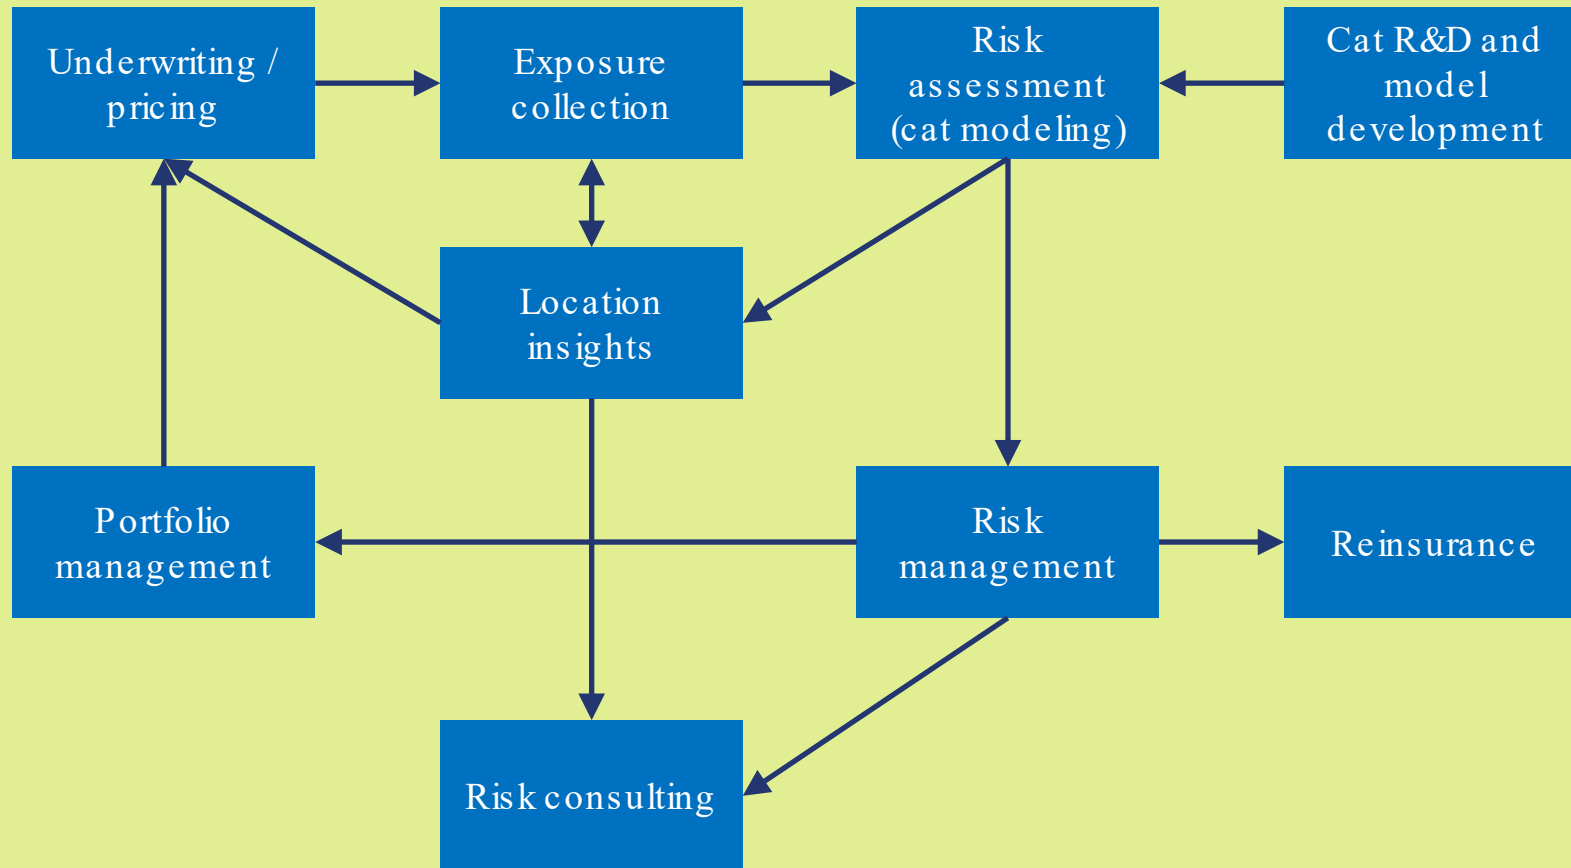 Underwriting /
pricing
Exposure
collection
Risk
assessment
(cat modeling)
Cat R&D and
model
development
Location
insights
Portfolio
management
Risk
management
Reinsurance
Risk consulting